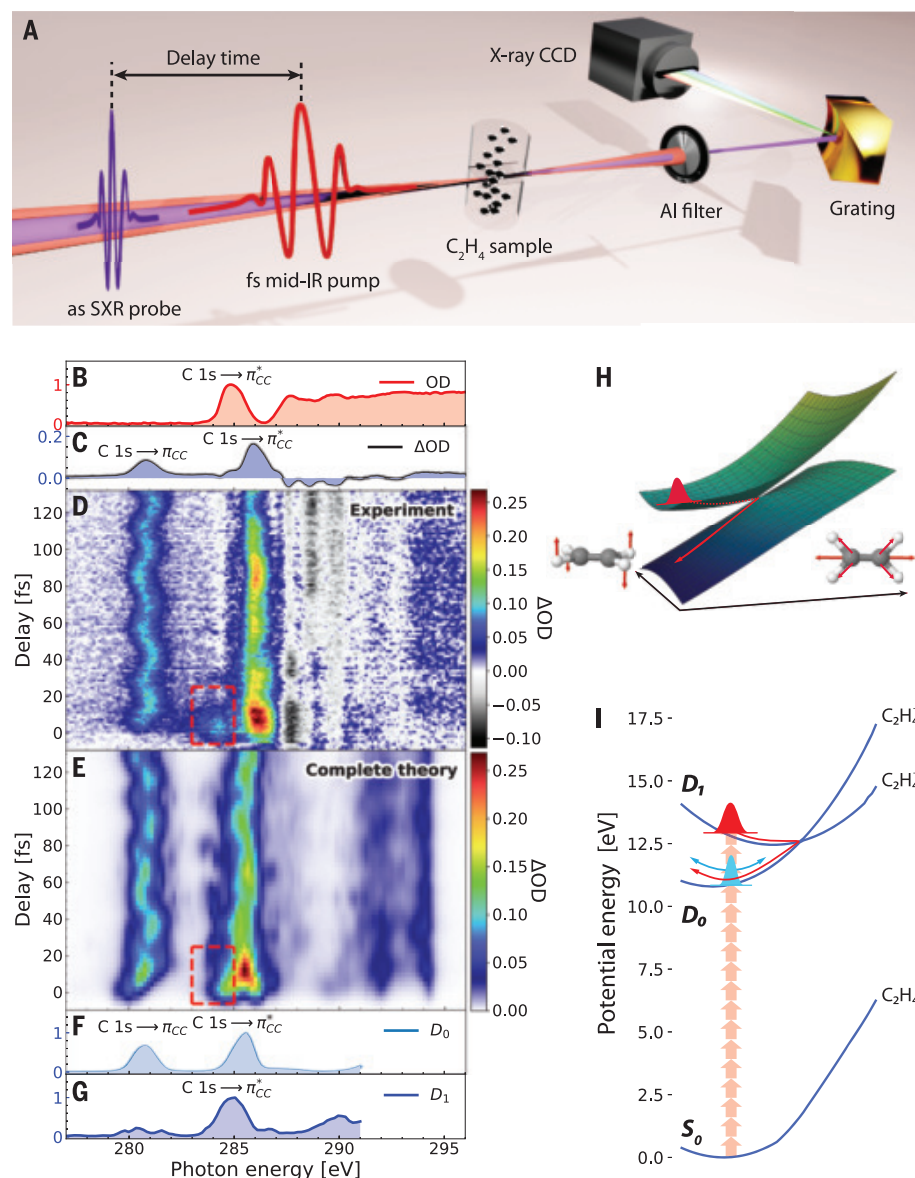 A
Delay time
X-ray CCD
as SXR probe
fs mid-IR pump
C₂H₄ sample
Al filter
Grating
B
C 1s ⟶ π*CC
OD
1
0
C
C 1s ⟶ πCC
C 1s ⟶ π*CC
ΔOD
0.2
0.0
D
Experiment
Delay [fs]
120
100
80
60
40
20
0
0.25
0.20
0.15
0.10
0.05
0.00
−0.05
−0.10
ΔOD
E
Complete theory
Delay [fs]
120
100
80
60
40
20
0
0.25
0.20
0.15
0.10
0.05
0.00
ΔOD
F
C 1s ⟶ πCC
C 1s ⟶ π*CC
D₀
1
0
G
C 1s ⟶ π*CC
D₁
1
0
280
285
290
295
Photon energy [eV]
H
I
Potential energy [eV]
17.5
15.0
12.5
10.0
7.5
5.0
2.5
0.0
D₁
D₀
S₀
C₂H₄